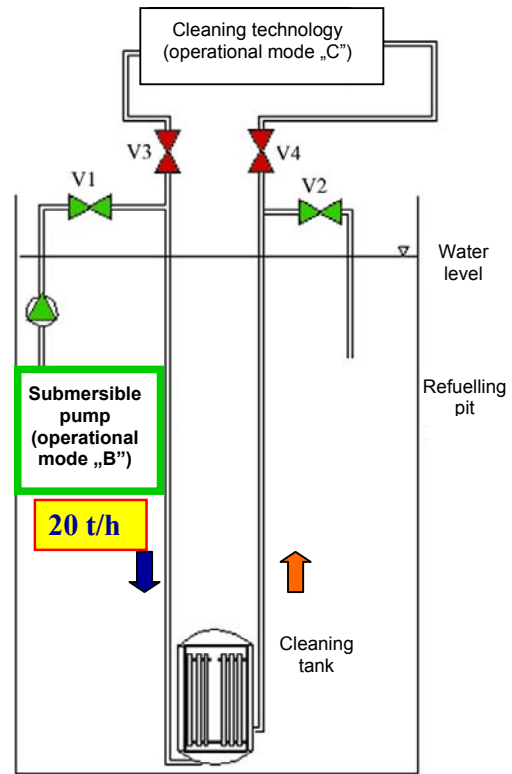 Cleaning technology
(operational mode „C”)
V3
V4
V1
V2
Water
level
Submersible
pump
(operational
mode „B”)
Refuelling
pit
20 t/h
Cleaning
tank